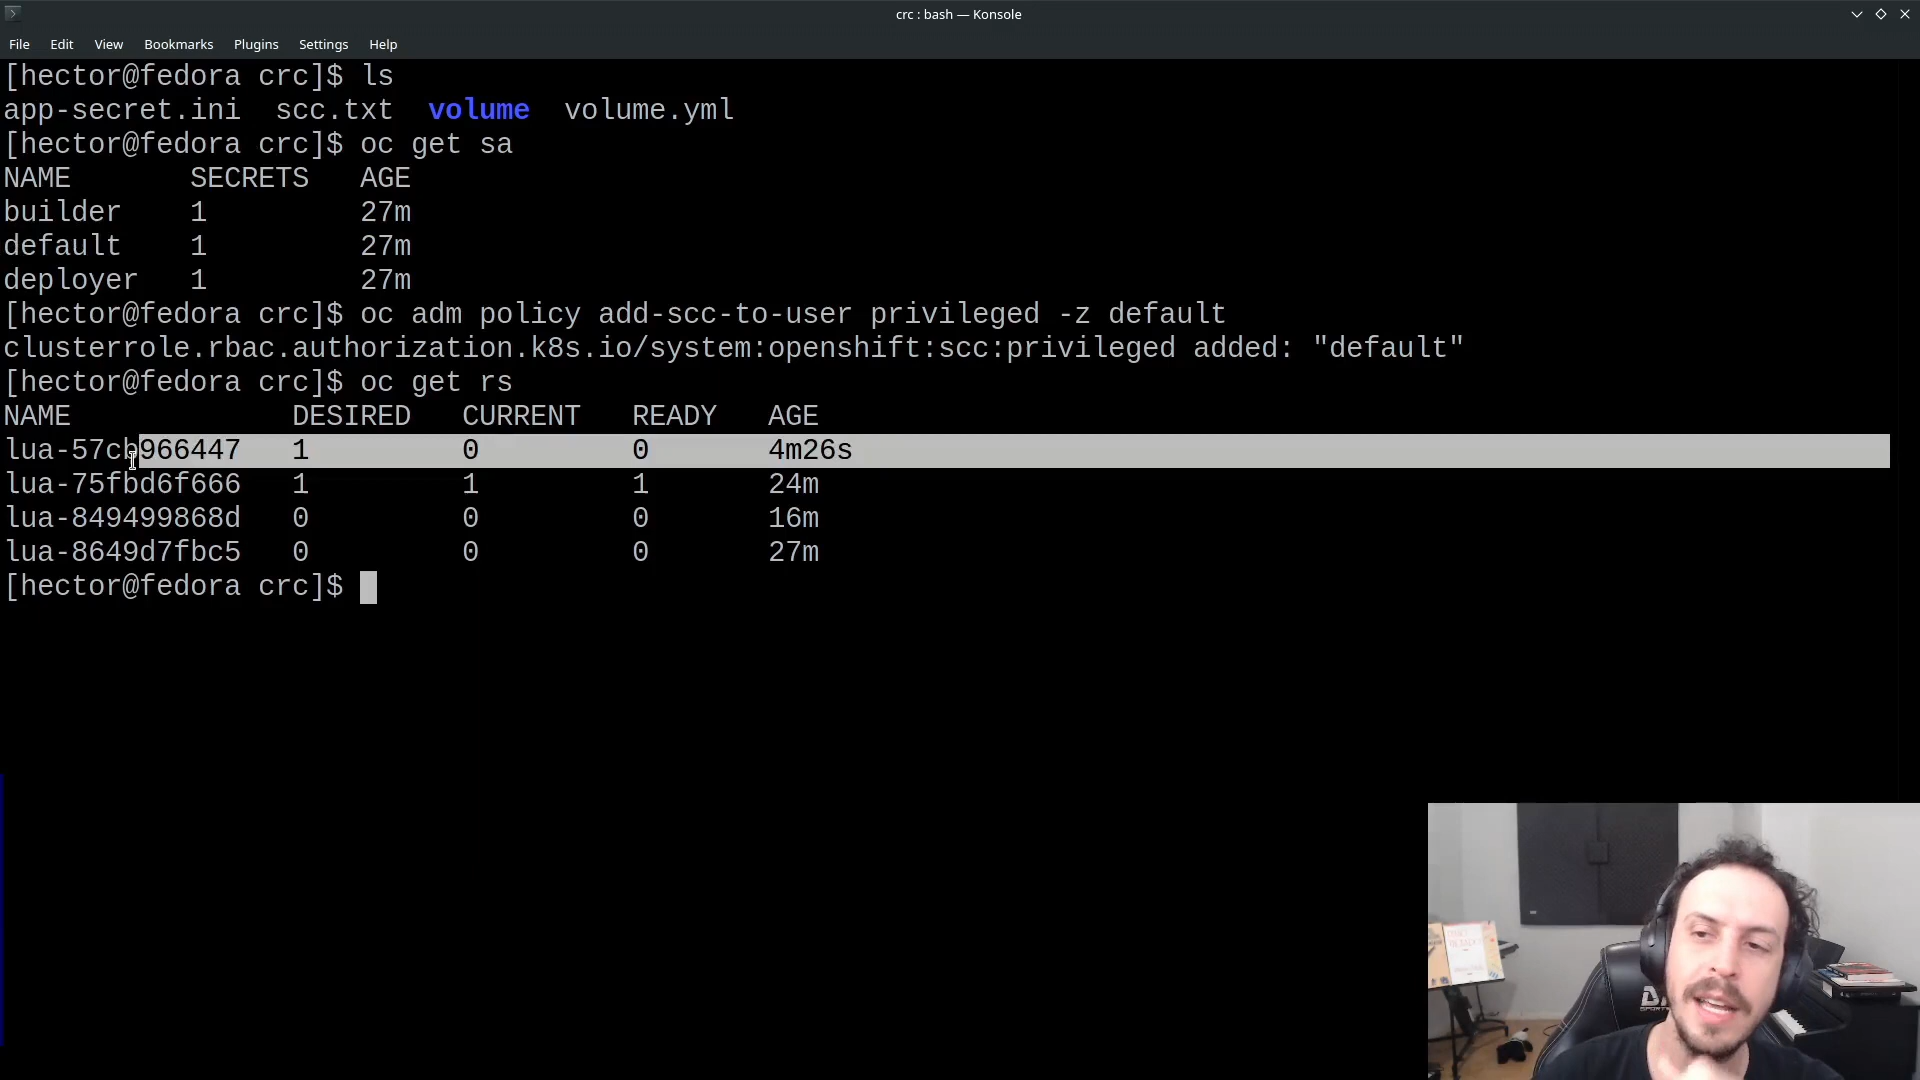 crc : bash — Konsole
File Edit View Bookmarks Plugins Settings Help
[hector@fedora crc]$ ls
app-secret.ini scc.txt volume volume.yml
[hector@fedora crc]$ oc get sa
NAME SECRETS AGE
builder 1 27m
default 1 27m
deployer 1 27m
[hector@fedora crc]$ oc adm policy add-scc-to-user privileged -z default
clusterrole.rbac.authorization.k8s.io/system:openshift:scc:privileged added: "default"
[hector@fedora crc]$ oc get rs
NAME DESIRED CURRENT READY AGE
lua-57cb966447 1 0 0 4m26s
lua-75fbd6f666 1 1 1 24m
lua-849499868d 0 0 0 16m
lua-8649d7fbc5 0 0 0 27m
[hector@fedora crc]$